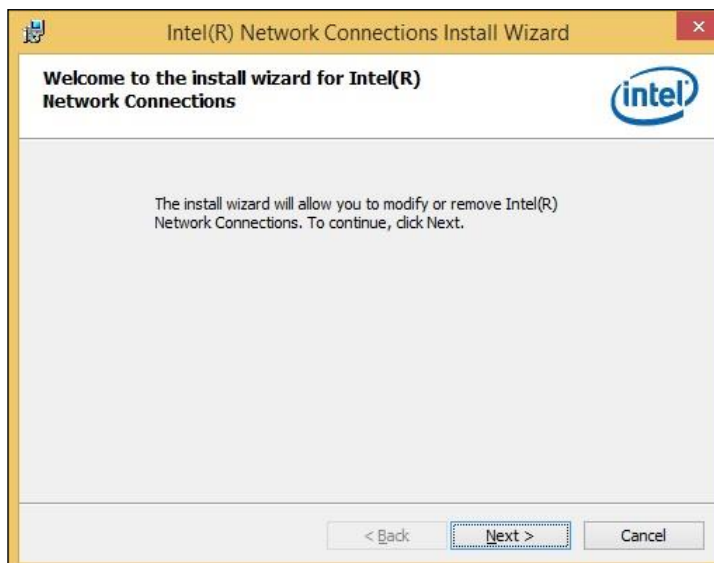 Intel(R) Network Connections Install Wizard
Welcome to the install wizard for Intel(R)
Network Connections
intel
The install wizard will allow you to modify or remove Intel(R)
Network Connections. To continue, click Next.
< Back
Next >
Cancel